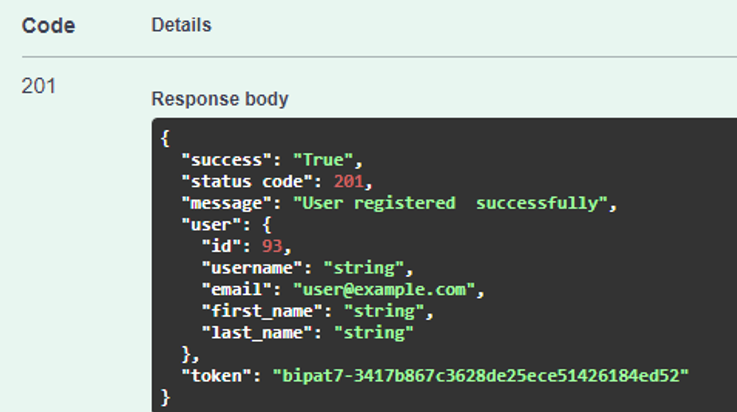 Code Details
201
Response body
{
"success": "True",
"status code": 201,
"message": "User registered  successfully",
"user": {
"id": 93,
"username": "string",
"email": "user@example.com",
"first_name": "string",
"last_name": "string"
},
"token": "bipat7-3417b867c3628de25ece51426184ed52"
}